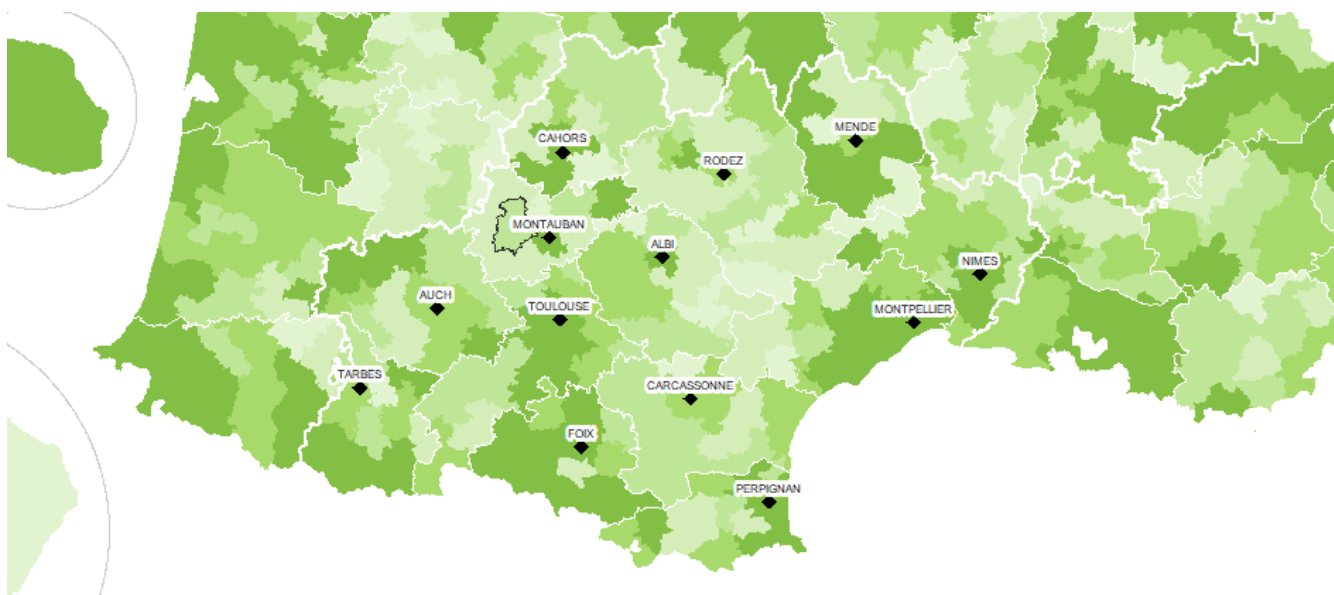 MENDE
CAHORS
RODEZ
MONTAUBAN
ALBI
NIMES
AUCH
TOULOUSE
MONTPELLIER
TARBES
CARCASSONNE
FOIX
PERPIGNAN